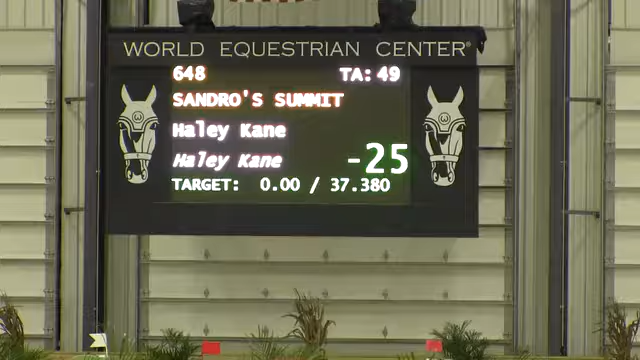 WORLD EQUESTRIAN CENTER®
648 TA: 49
SANDRO'S SUMMIT
Haley Kane
Haley Kane -25
TARGET: 0.00 / 37.380